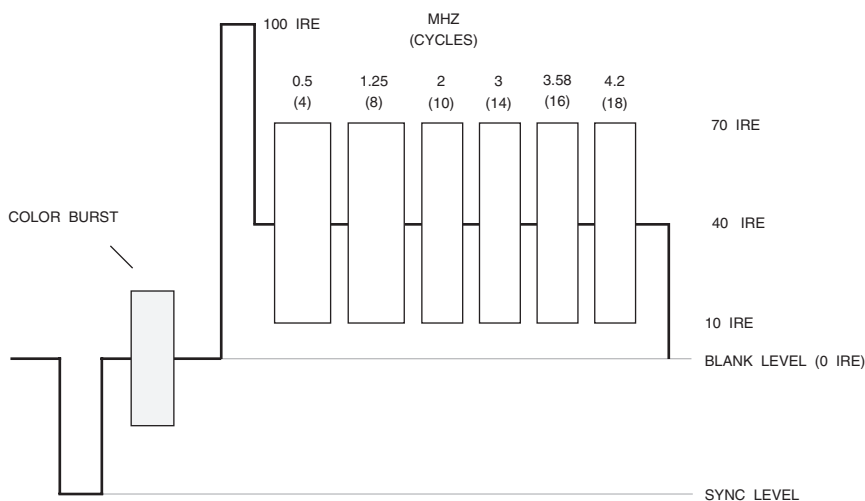 100 IRE
MHZ
(CYCLES)
0.5 1.25 2 3 3.58 4.2
(4) (8) (10) (14) (16) (18)
70 IRE
COLOR BURST
40 IRE
10 IRE
BLANK LEVEL (0 IRE)
SYNC LEVEL